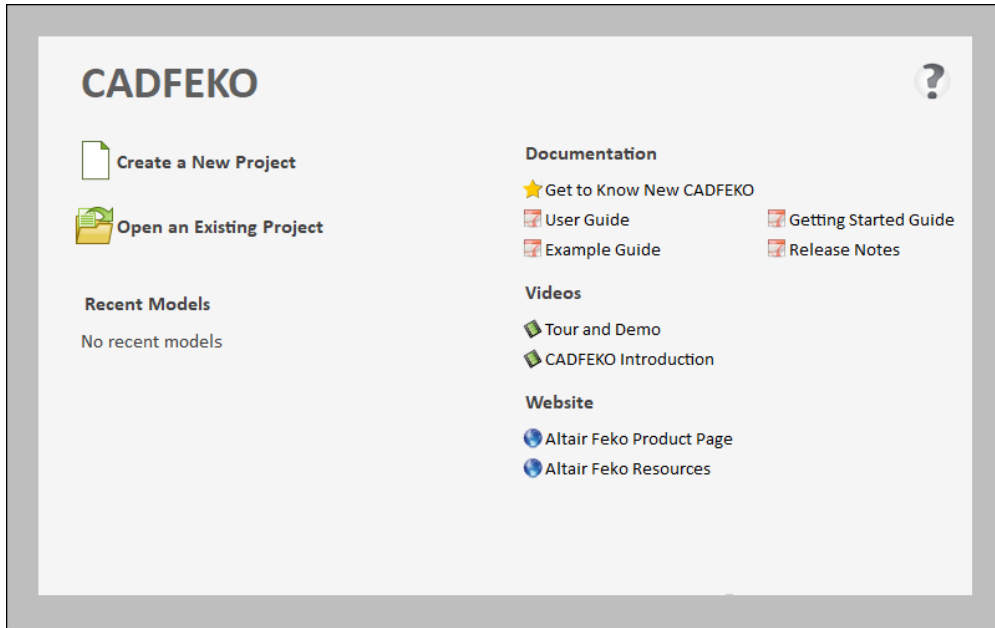 CADFEKO
?
Create a New Project
Open an Existing Project
Recent Models
No recent models
Documentation
Get to Know New CADFEKO
User Guide
Getting Started Guide
Example Guide
Release Notes
Videos
Tour and Demo
CADFEKO Introduction
Website
Altair Feko Product Page
Altair Feko Resources